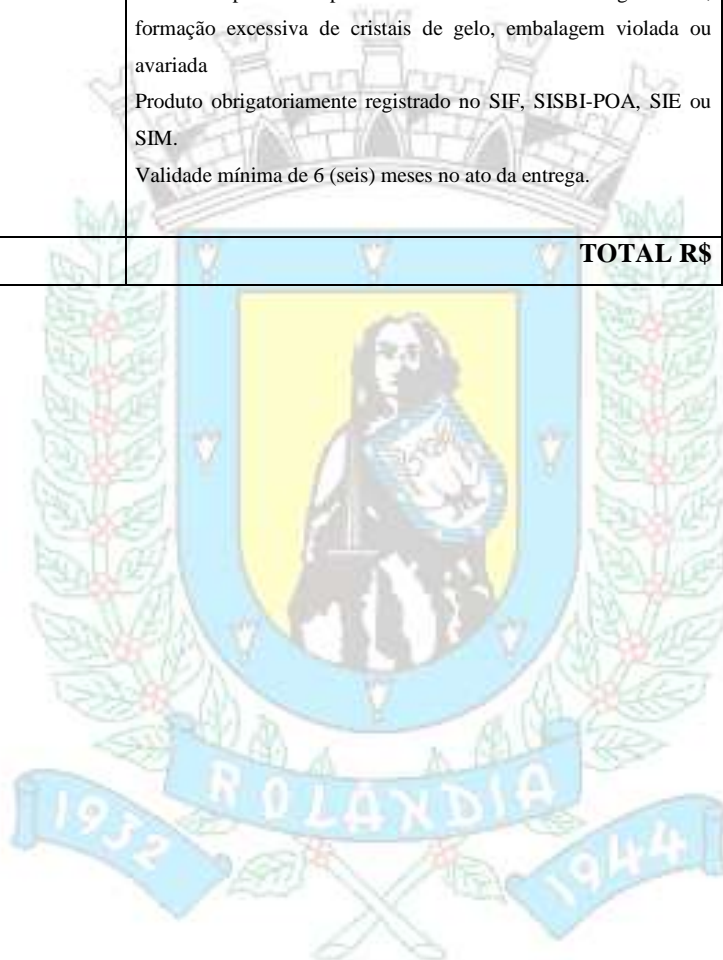 formação excessiva de cristais de gelo, embalagem violada ou
avariada
Produto obrigatoriamente registrado no SIF, SISBI-POA, SIE ou
SIM.
Validade mínima de 6 (seis) meses no ato da entrega.
TOTAL R$
ROLÂNDIA
1932
1944